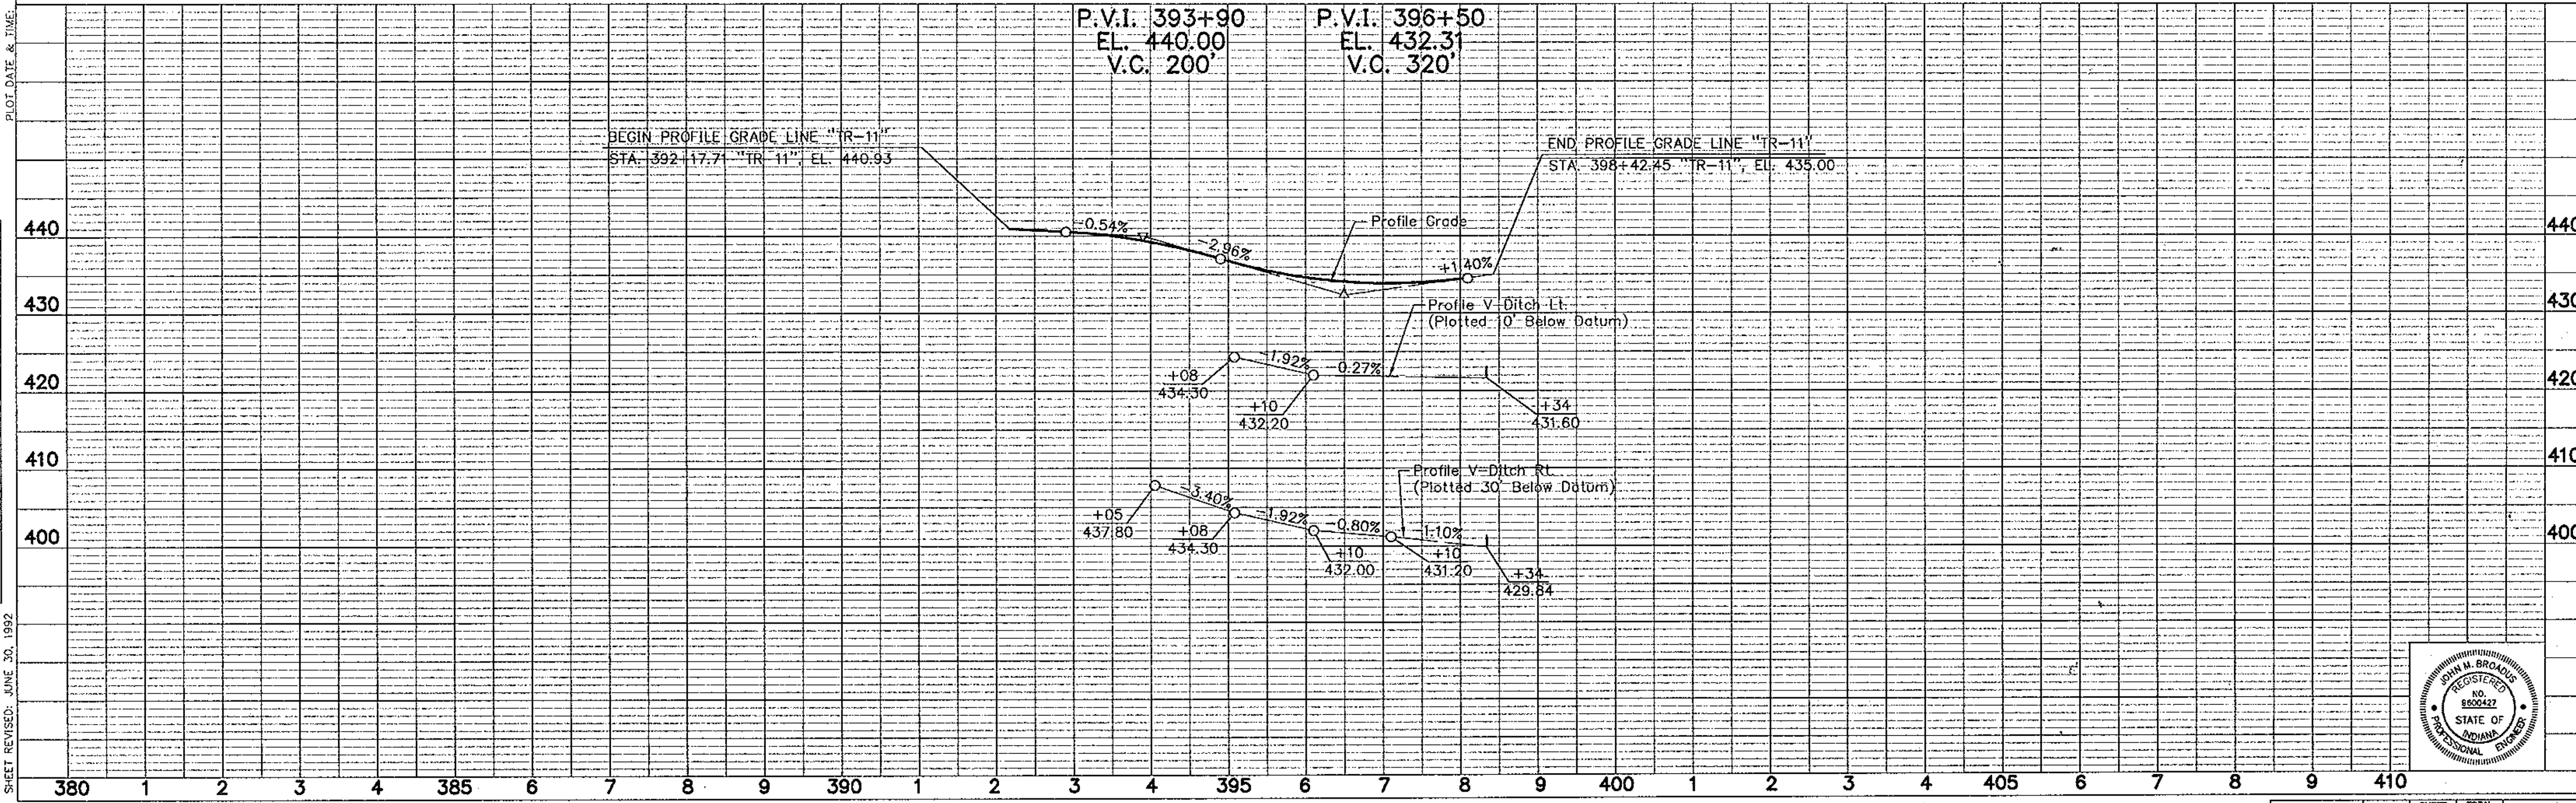 PLOT DATE & TIME:
P.V.I. 393+90
EL. 440.00
V.C. 200'
P.V.I. 396+50
EL. 432.31
V.C. 320'
BEGIN PROFILE GRADE LINE "TR-11"
STA. 392+17.71 "TR-11", EL. 440.93
END PROFILE GRADE LINE "TR-11"
STA. 398+42.45 "TR-11", EL. 435.00
440
440
-0.54%
-2.96%
Profile Grade
+1.40%
430
430
Profile V-Ditch Lt.
(Plotted 10' Below Datum)
420
420
-1.92%
-0.27%
+08
434.30
+10
432.20
+34
431.60
410
410
Profile V-Ditch Rt.
(Plotted 30' Below Datum)
-3.40%
-1.92%
-0.80%
-1.10%
+05
437.80
+08
434.30
+10
432.00
+10
431.20
+34
429.84
400
400
SHEET REVISED: JUNE 30, 1992
JOHN M. BROADUS
REGISTERED
NO.
8600427
STATE OF
INDIANA
PROFESSIONAL ENGINEER
380 1 2 3 4 385 6 7 8 9 390 1 2 3 4 395 6 7 8 9 400 1 2 3 4 405 6 7 8 9 410